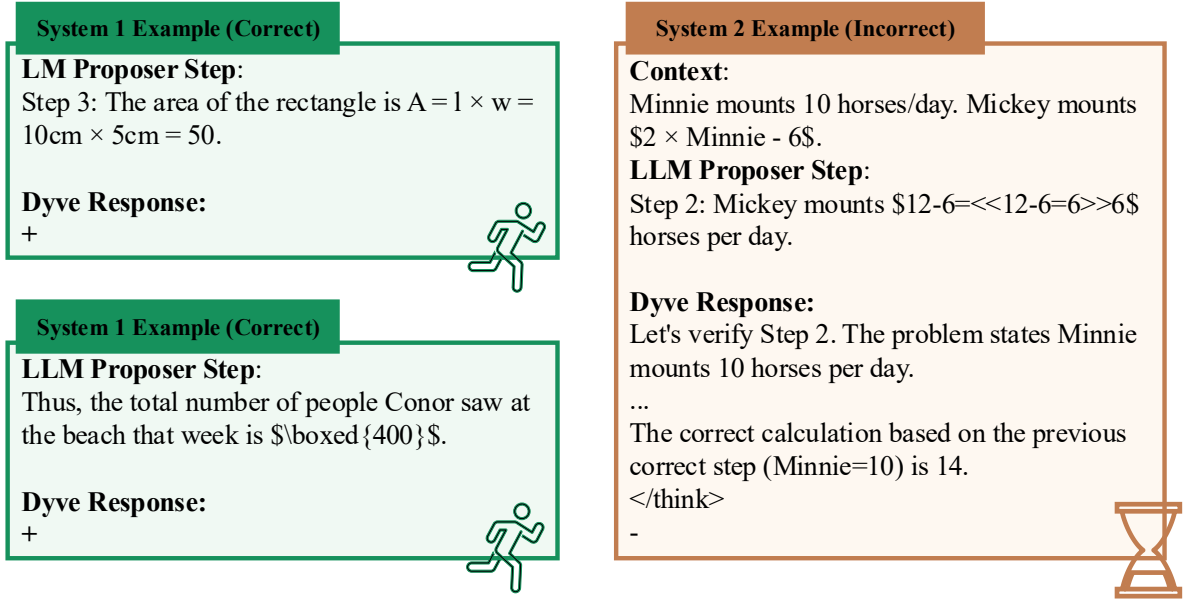 System 1 Example (Correct)
LM Proposer Step:
Step 3: The area of the rectangle is A = l × w =
10cm × 5cm = 50.
Dyve Response:
+
System 1 Example (Correct)
LLM Proposer Step:
Thus, the total number of people Conor saw at
the beach that week is $\boxed{400}$.
Dyve Response:
+
System 2 Example (Incorrect)
Context:
Minnie mounts 10 horses/day. Mickey mounts
$2 × Minnie - 6$.
LLM Proposer Step:
Step 2: Mickey mounts $12-6=<<12-6=6>>6$
horses per day.
Dyve Response:
Let's verify Step 2. The problem states Minnie
mounts 10 horses per day.
...
The correct calculation based on the previous
correct step (Minnie=10) is 14.
</think>
-